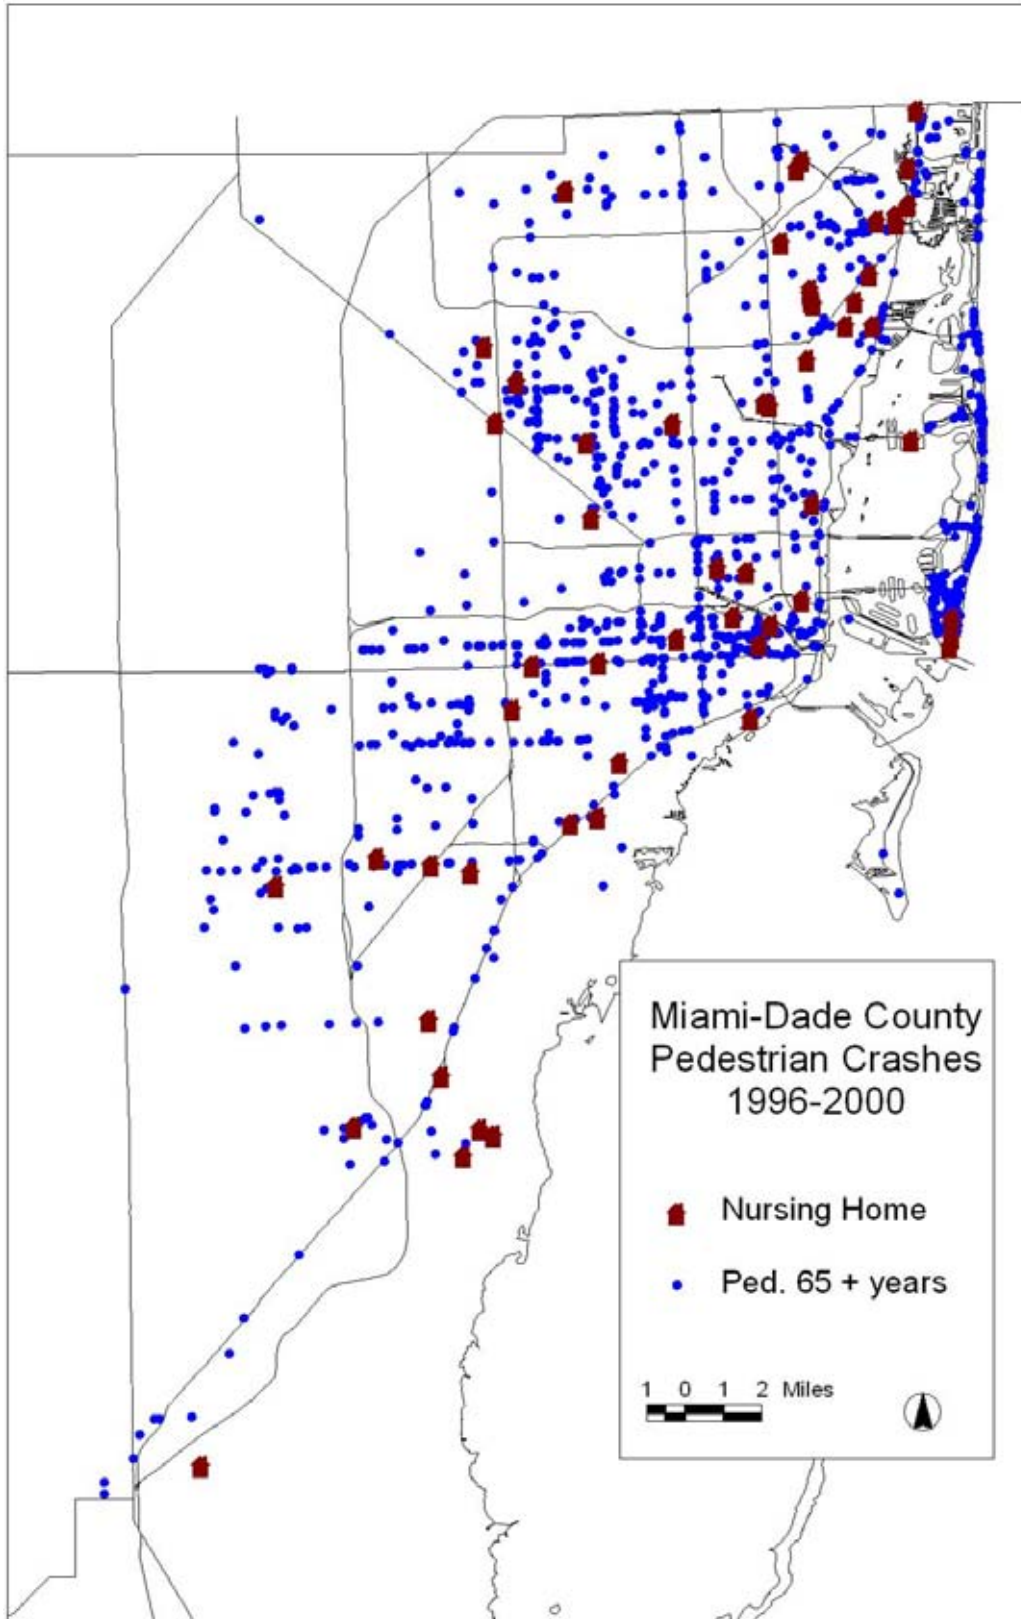 Miami-Dade County
Pedestrian Crashes
1996-2000
Nursing Home
Ped. 65 + years
1 0 1 2 Miles